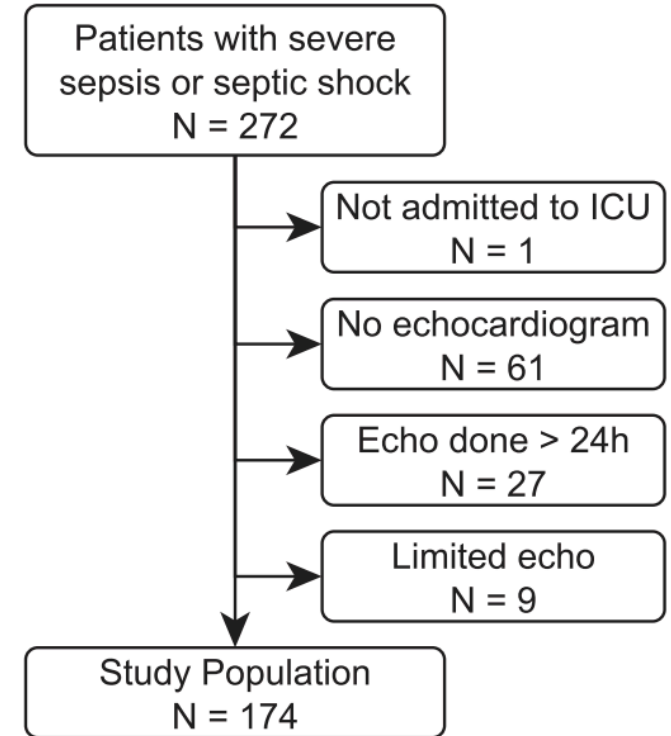 Patients with severe
sepsis or septic shock
N = 272
Not admitted to ICU
N = 1
No echocardiogram
N = 61
Echo done > 24h
N = 27
Limited echo
N = 9
Study Population
N = 174